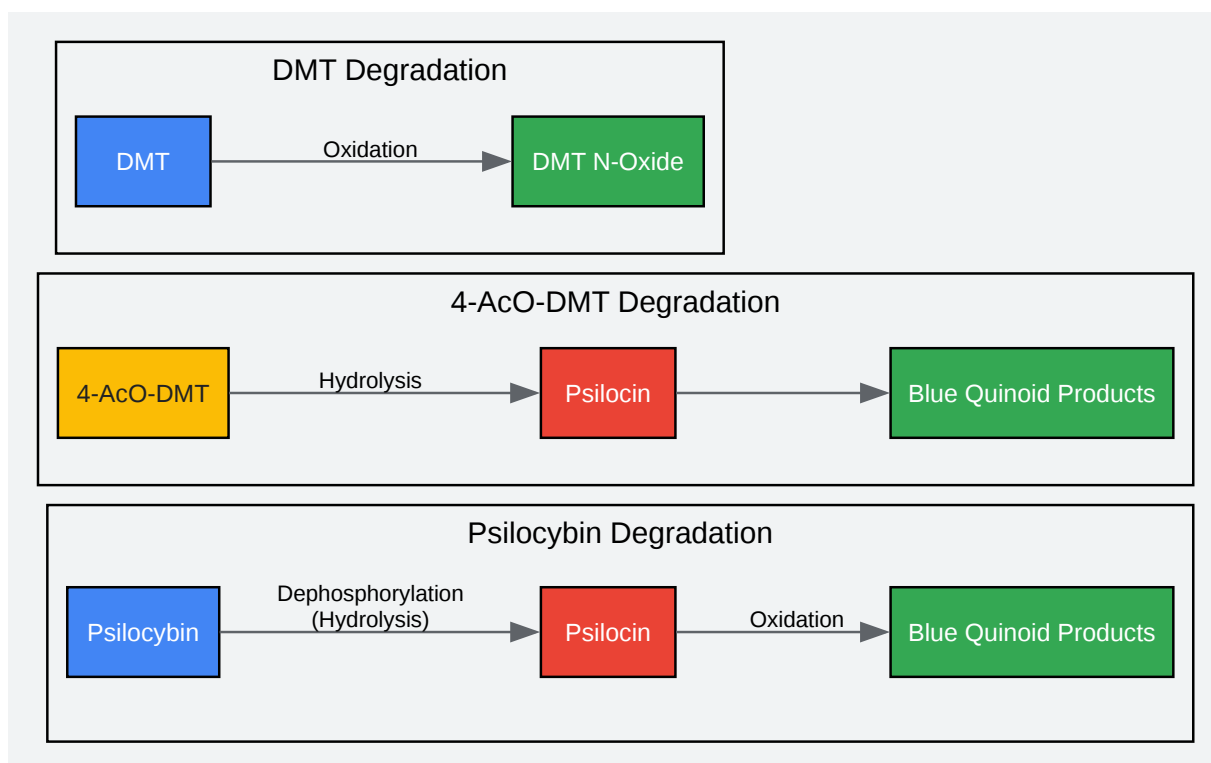 DMT Degradation
DMT
Oxidation
DMT N-Oxide
4-AcO-DMT Degradation
4-AcO-DMT
Hydrolysis
Psilocin
Blue Quinoid Products
Psilocybin Degradation
Psilocybin
Dephosphorylation
(Hydrolysis)
Psilocin
Oxidation
Blue Quinoid Products